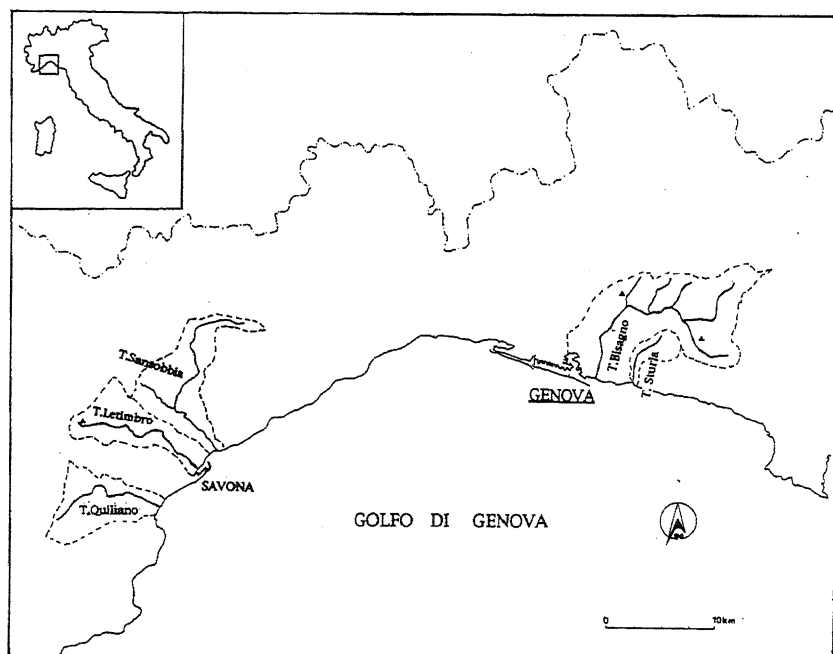 T.Bisagno
T.Sansobbia
T. Sturla
GENOVA
T.Letimbro
SAVONA
T.Quiliano
GOLFO DI GENOVA
0 10km